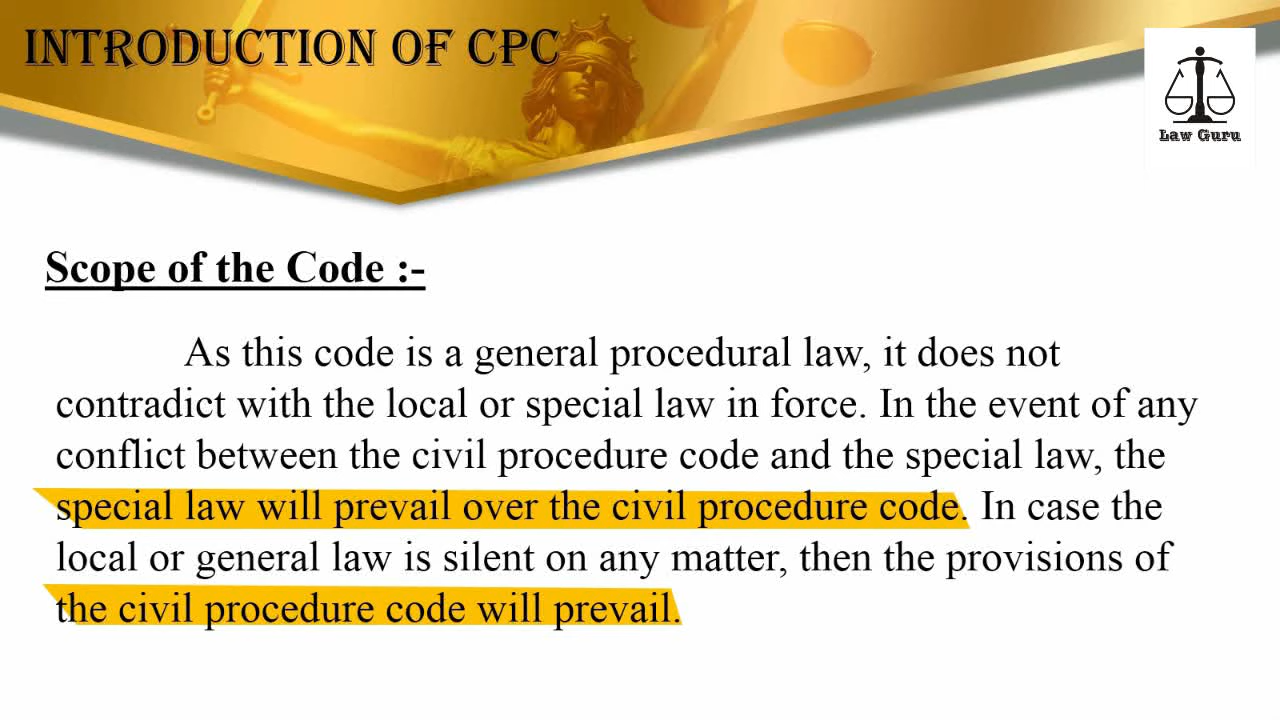 INTRODUCTION OF CPC
Law Guru
Scope of the Code :-
As this code is a general procedural law, it does not
contradict with the local or special law in force. In the event of any
conflict between the civil procedure code and the special law, the
special law will prevail over the civil procedure code. In case the
local or general law is silent on any matter, then the provisions of
the civil procedure code will prevail.